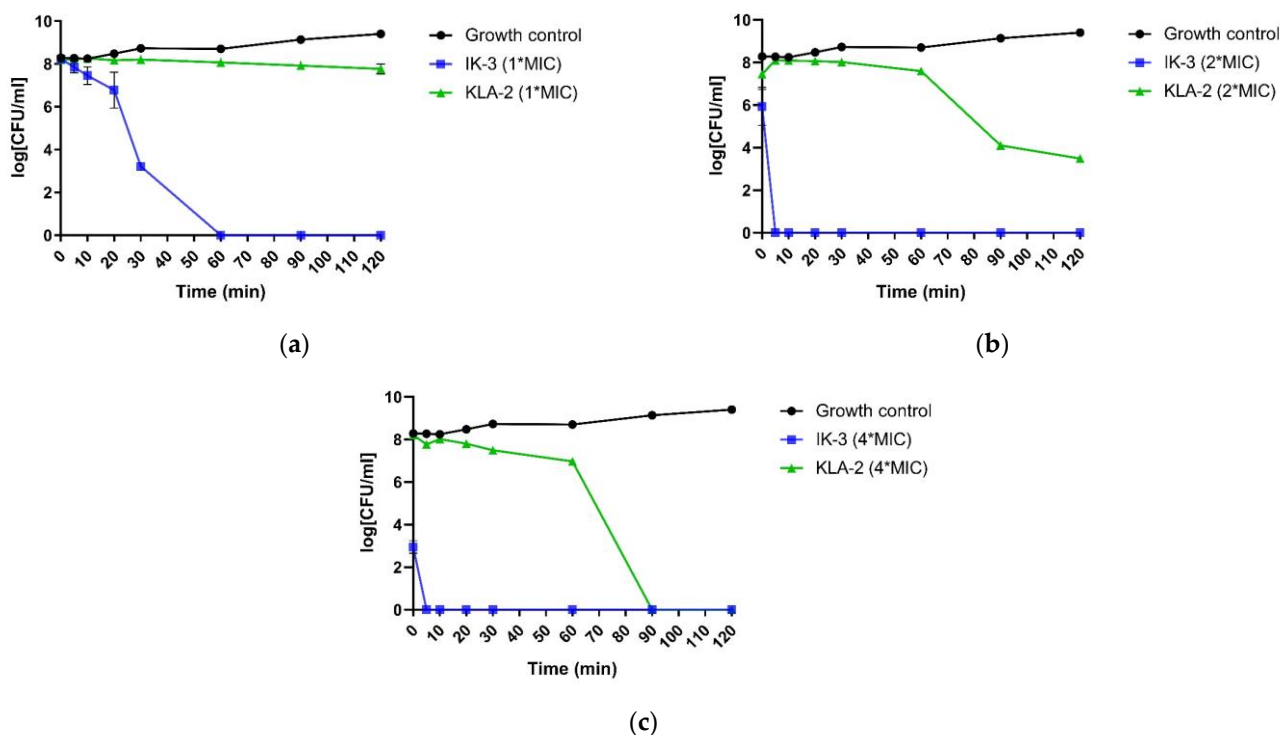 10
8
6
4
2
0
log[CFU/ml]
0 10 20 30 40 50 60 70 80 90 100 110 120
Time (min)
Growth control
IK-3 (1*MIC)
KLA-2 (1*MIC)
(a)
10
8
6
4
2
0
log[CFU/ml]
0 10 20 30 40 50 60 70 80 90 100 110 120
Time (min)
Growth control
IK-3 (2*MIC)
KLA-2 (2*MIC)
(b)
10
8
6
4
2
0
log[CFU/ml]
0 10 20 30 40 50 60 70 80 90 100 110 120
Time (min)
Growth control
IK-3 (4*MIC)
KLA-2 (4*MIC)
(c)